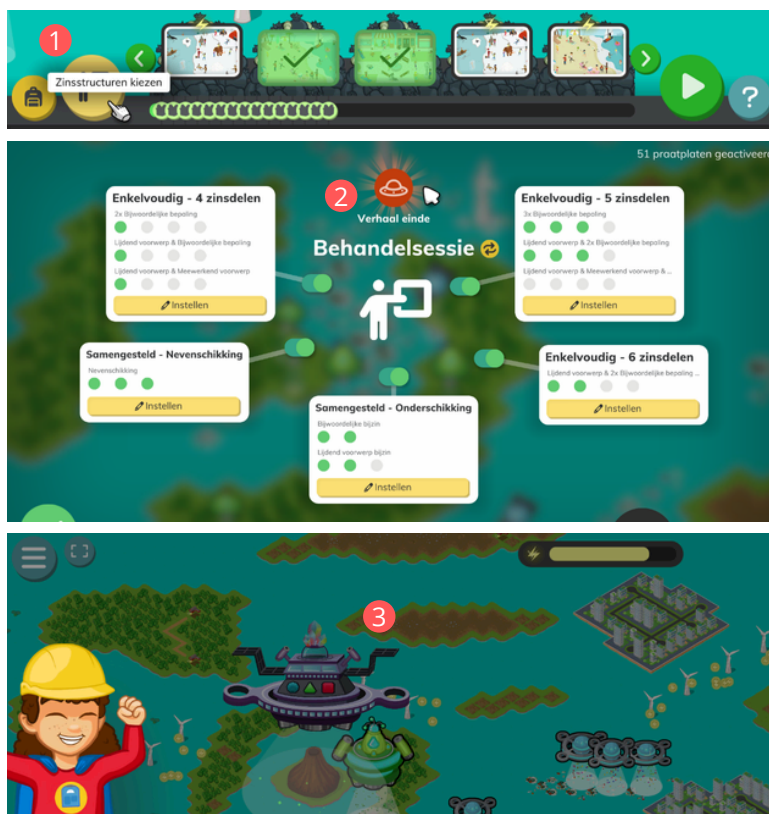 1
Zinsstructuren kiezen
?
51 praatplaten geactiveerd
2
Verhaal einde
Behandelsessie
Enkelvoudig - 4 zinsdelen
2x Bijwoordelijke bepaling
Lijdend voorwerp & Bijwoordelijke bepaling
Lijdend voorwerp & Meewerkend voorwerp
Instellen
Enkelvoudig - 5 zinsdelen
3x Bijwoordelijke bepaling
Lijdend voorwerp & 2x Bijwoordelijke bepaling
Lijdend voorwerp & Meewerkend voorwerp & ...
Instellen
Samengesteld - Nevenschikking
Nevenschikking
Instellen
Enkelvoudig - 6 zinsdelen
Lijdend voorwerp & 2x Bijwoordelijke bepaling ...
Instellen
Samengesteld - Onderschikking
Bijwoordelijke bijzin
Lijdend voorwerp bijzin
Instellen
3